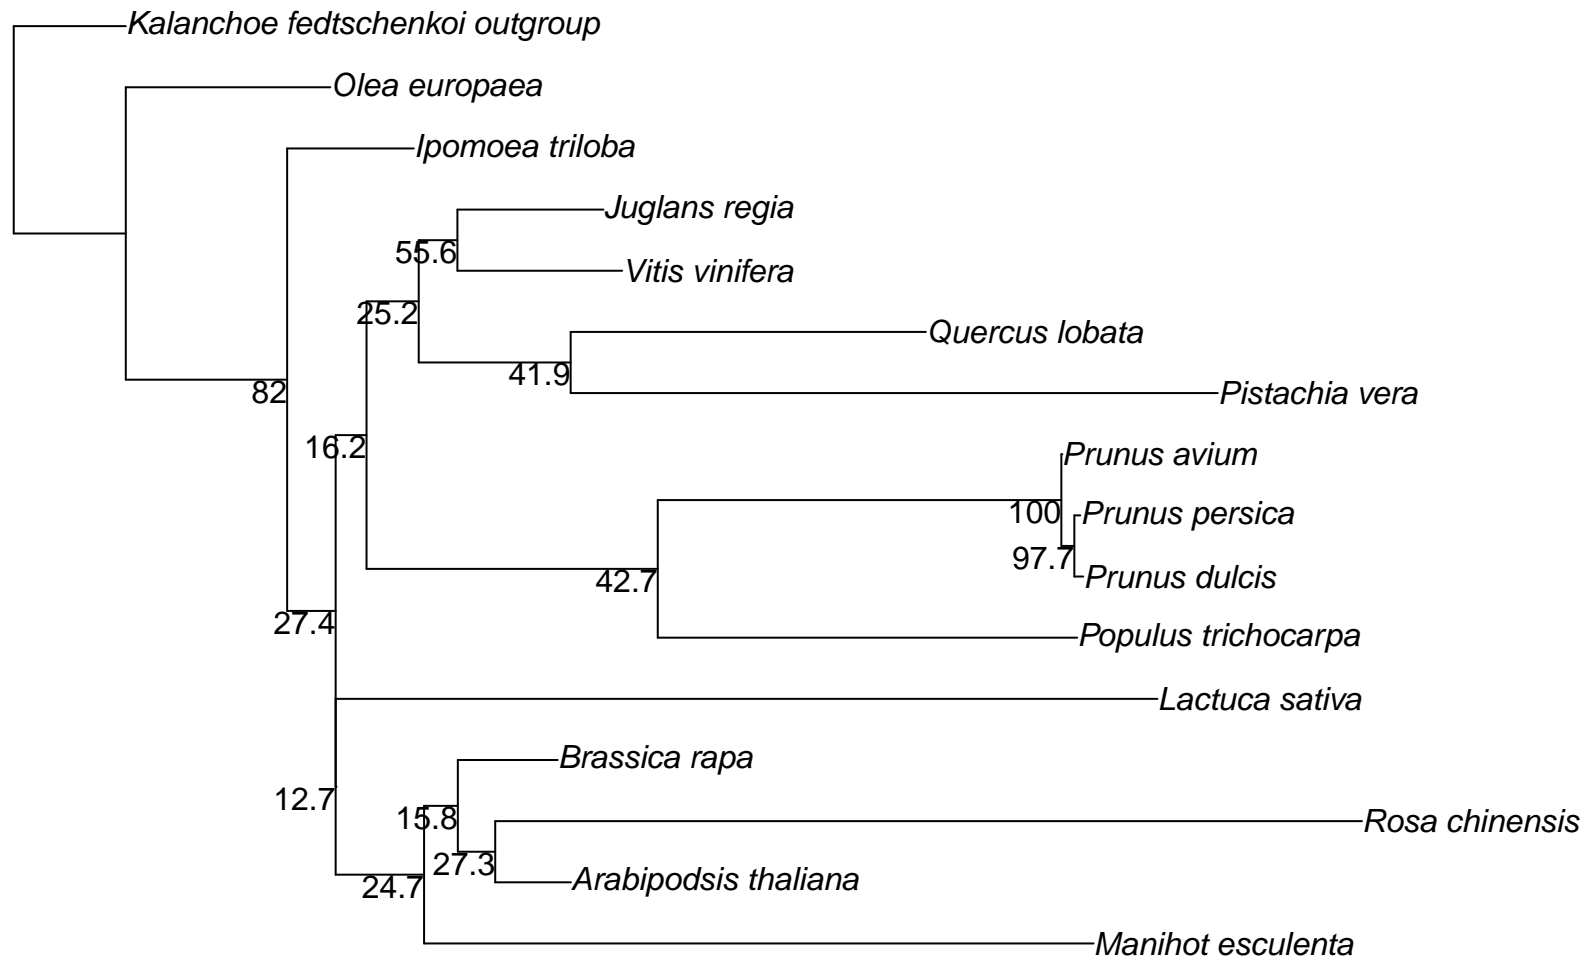 Kalanchoe fedtschenkoi outgroup
Olea europaea
Ipomoea triloba
Juglans regia
55.6
Vitis vinifera
25.2
Quercus lobata
41.9
Pistachia vera
82
16.2
Prunus avium
100
Prunus persica
97.7
Prunus dulcis
42.7
27.4
Populus trichocarpa
Lactuca sativa
Brassica rapa
12.7
15.8
Rosa chinensis
27.3
Arabipodsis thaliana
24.7
Manihot esculenta